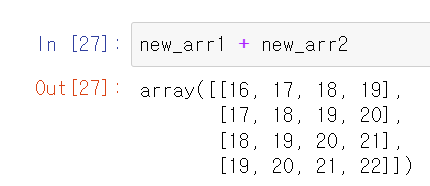 In [27]: new_arr1 + new_arr2
Out[27]: array([[16, 17, 18, 19],
[17, 18, 19, 20],
[18, 19, 20, 21],
[19, 20, 21, 22]])